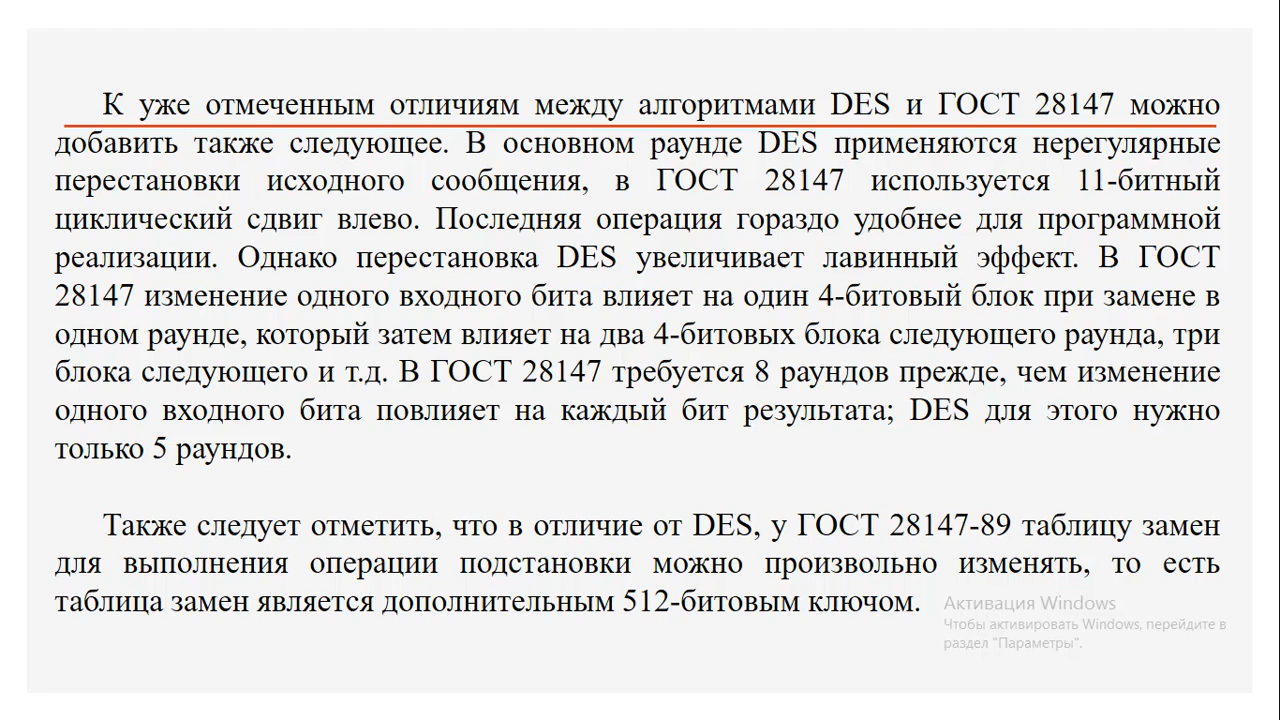 К уже отмеченным отличиям между алгоритмами DES и ГОСТ 28147 можно
добавить также следующее. В основном раунде DES применяются нерегулярные
перестановки исходного сообщения, в ГОСТ 28147 используется 11-битный
циклический сдвиг влево. Последняя операция гораздо удобнее для программной
реализации. Однако перестановка DES увеличивает лавинный эффект. В ГОСТ
28147 изменение одного входного бита влияет на один 4-битовый блок при замене в
одном раунде, который затем влияет на два 4-битовых блока следующего раунда, три
блока следующего и т.д. В ГОСТ 28147 требуется 8 раундов прежде, чем изменение
одного входного бита повлияет на каждый бит результата; DES для этого нужно
только 5 раундов.
Также следует отметить, что в отличие от DES, у ГОСТ 28147-89 таблицу замен
для выполнения операции подстановки можно произвольно изменять, то есть
таблица замен является дополнительным 512-битовым ключом.
Активация Windows
Чтобы активировать Windows, перейдите в
раздел "Параметры".